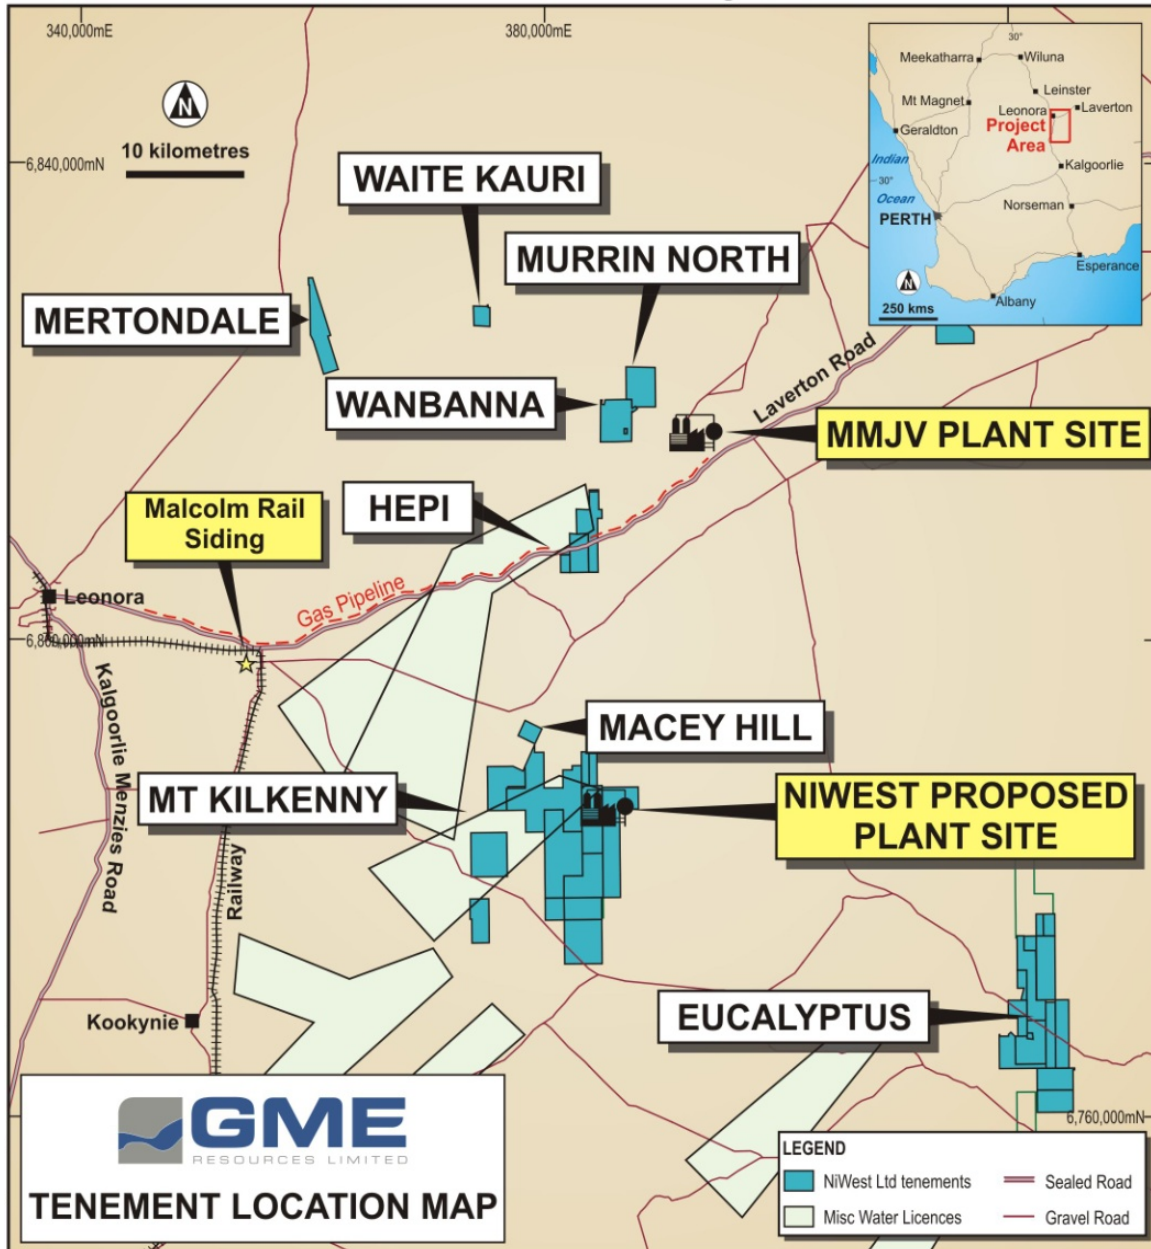 340,000mE
380,000mE
N
10 kilometres
6,840,000mN
30°
Meekatharra
Wiluna
Leinster
Mt Magnet
Leonora
Laverton
Project
Area
Geraldton
Indian
Kalgoorlie
30°
Ocean
Norseman
PERTH
Esperance
N
Albany
250 kms
WAITE KAURI
MURRIN NORTH
MERTONDALE
WANBANNA
Laverton Road
MMJV PLANT SITE
HEPI
Malcolm Rail
Siding
Leonora
Gas Pipeline
Kalgoorlie Menzies Road
MACEY HILL
MT KILKENNY
NIWEST PROPOSED
PLANT SITE
Railway
EUCALYPTUS
Kookynie
GME
RESOURCES LIMITED
TENEMENT LOCATION MAP
6,760,000mN
LEGEND
NiWest Ltd tenements
Sealed Road
Misc Water Licences
Gravel Road